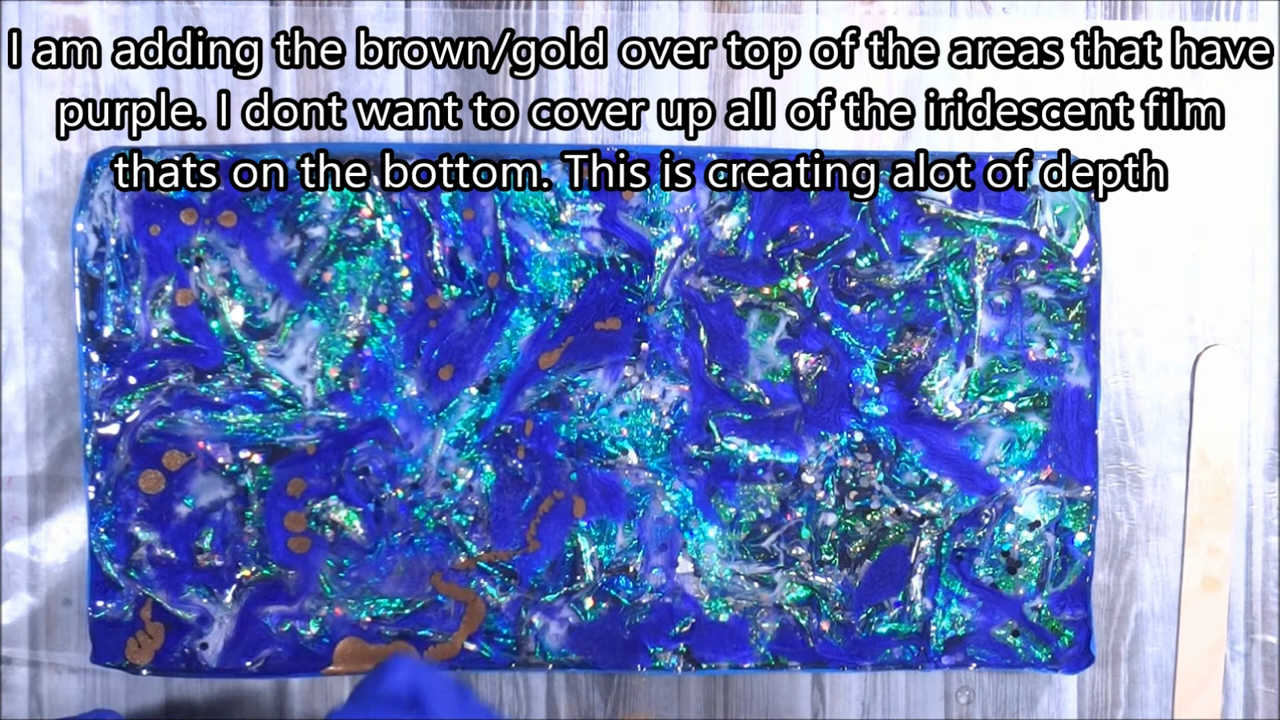 I am adding the brown/gold over top of the areas that have
purple. I dont want to cover up all of the iridescent film
thats on the bottom. This is creating alot of depth